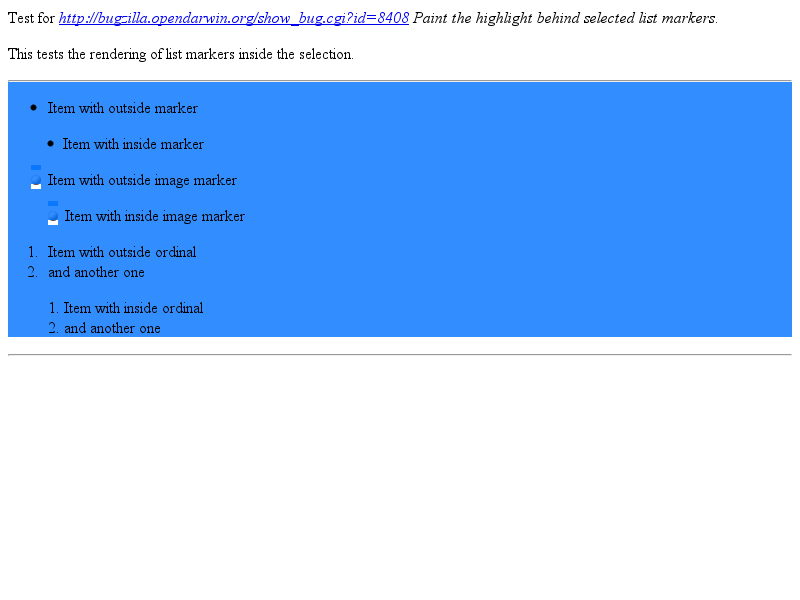 Test for http://bugzilla.opendarwin.org/show_bug.cgi?id=8408 Paint the highlight behind selected list markers.
This tests the rendering of list markers inside the selection.
• Item with outside marker
• Item with inside marker
Item with outside image marker
Item with inside image marker
1. Item with outside ordinal
2. and another one
1. Item with inside ordinal
2. and another one